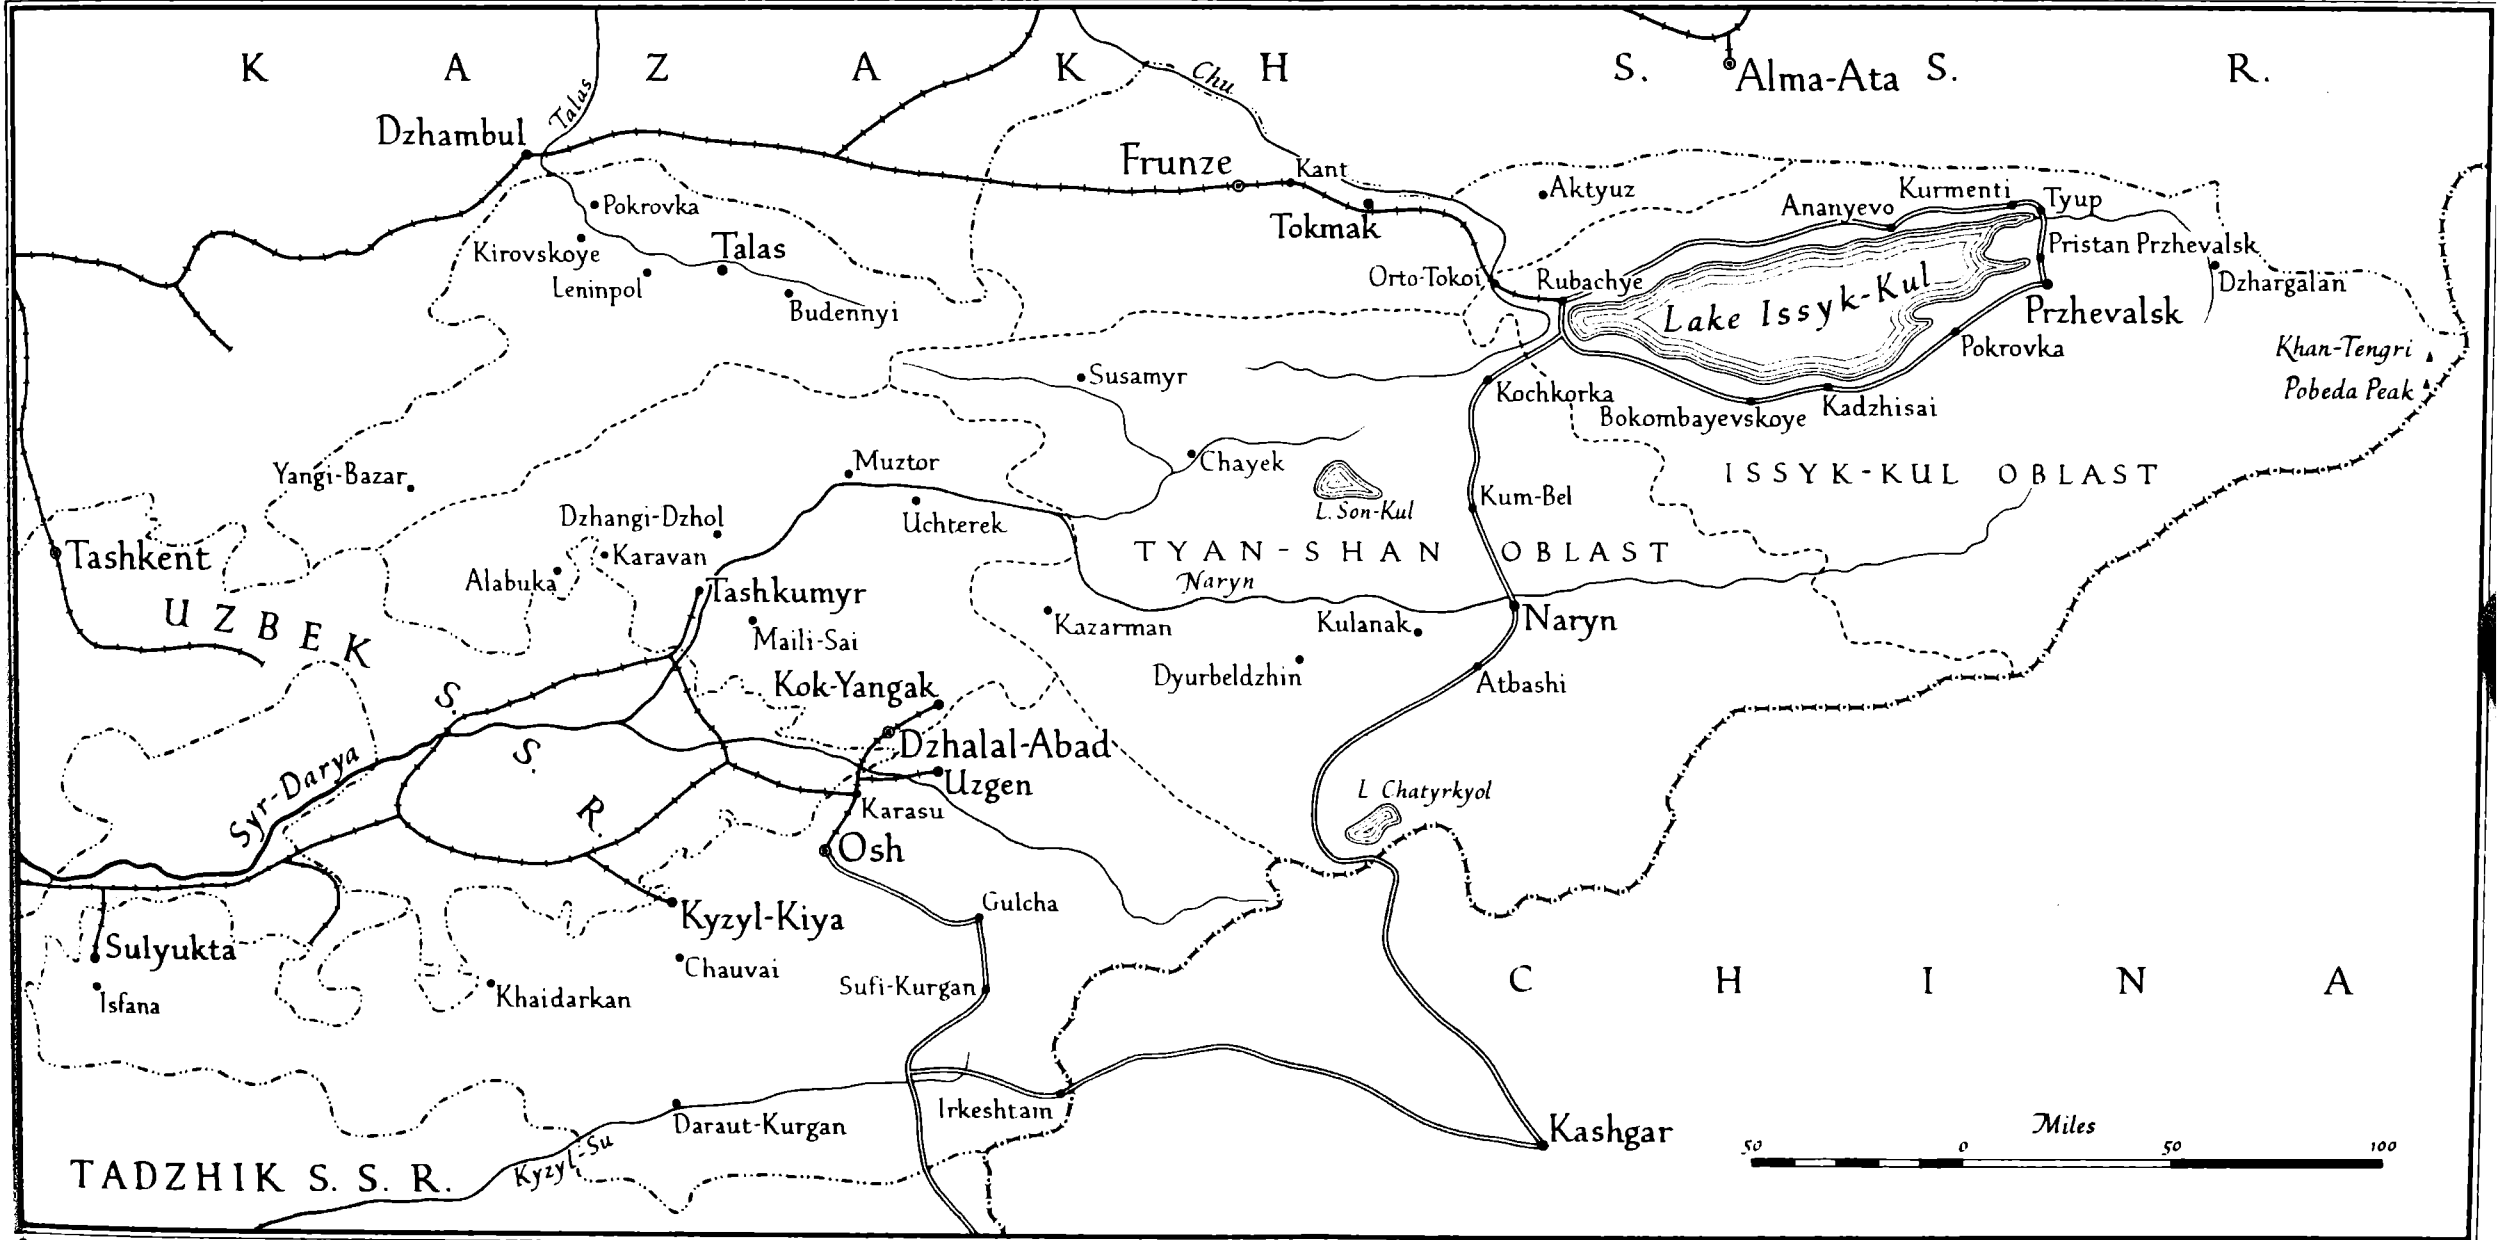 KAZAKH S. S. R.
Talas
Chu
Alma-Ata
Dzhambul
Frunze
Kant
Pokrovka
Aktyuz
Kurmenti
Tyup
Ananyevo
Tokmak
Kirovskoye
Talas
Pristan Przhevalsk
Leninpol
Orto-Tokoi
Rubachye
Dzhargalan
Budennyi
Lake Issyk-Kul
Przhevalsk
Pokrovka
Khan-Tengri
Susamyr
Kochkorka
Pobeda Peak
Bokombayevskoye
Kadzhisai
Yangi-Bazar
Muztor
Chayek
ISSYK-KUL OBLAST
Kum-Bel
L. Son-Kul
Dzhangi-Dzhol
Uchterek
Tashkent
Karavan
TYAN-SHAN OBLAST
Alabuka
Naryn
Tashkumyr
UZBEK
S.
S.
R.
Maili-Sai
Kazarman
Kulanak
Naryn
Kok-Yangak
Dyurbeldzhin
Atbashi
Dzhalal-Abad
Syr-Darya
Uzgen
L Chatyrkyol
Karasu
Osh
Gulcha
Kyzyl-Kiya
Sulyukta
Chauvai
CHINA
Isfana
Khaidarkan
Sufi-Kurgan
Irkeshtam
Daraut-Kurgan
Kashgar
Miles
50 0 50 100
Kyzyl-Su
TADZHIK S. S. R.